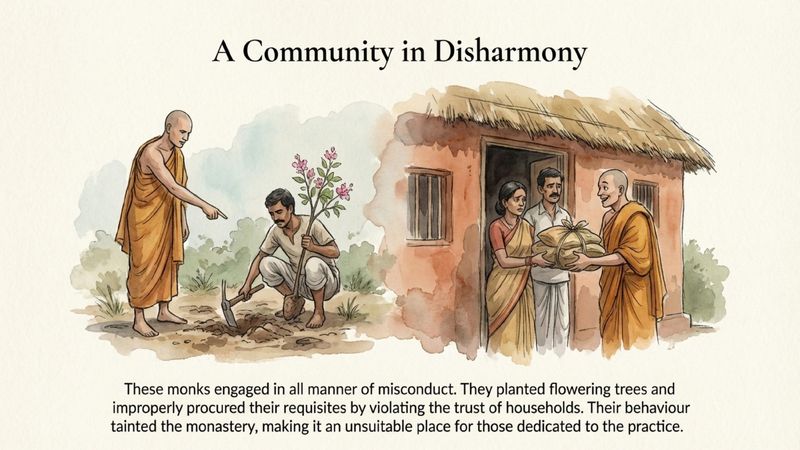 A Community in Disharmony
These monks engaged in all manner of misconduct. They planted flowering trees and
improperly procured their requisites by violating the trust of households. Their behaviour
tainted the monastery, making it an unsuitable place for those dedicated to the practice.